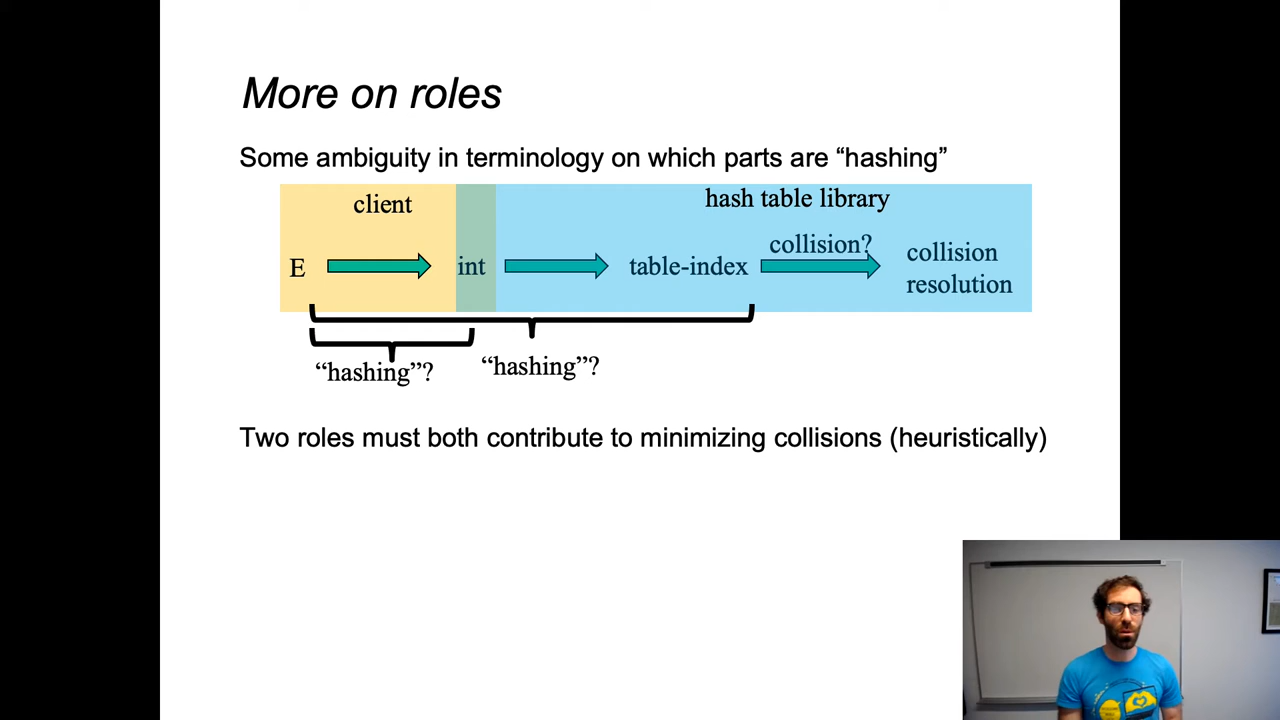 More on roles
Some ambiguity in terminology on which parts are “hashing”
client
hash table library
E
int
table-index
collision?
collision
resolution
“hashing”?
“hashing”?
Two roles must both contribute to minimizing collisions (heuristically)